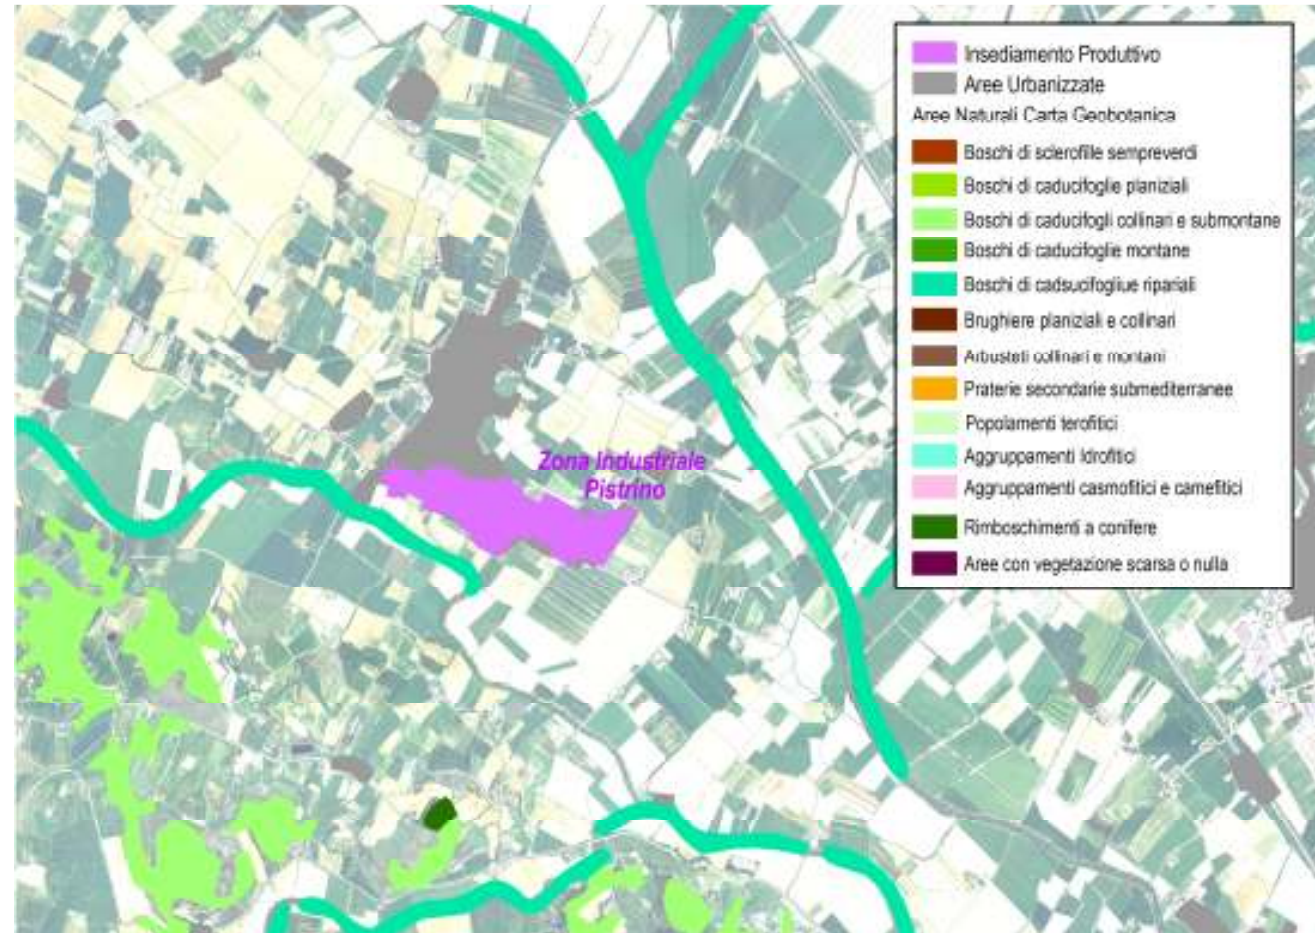 Insediamento Produttivo
Aree Urbanizzate
Aree Naturali Carta Geobotanica
Boschi di sclerofille sempreverdi
Boschi di caducifoglie planiziali
Boschi di caducifogli collinari e submontane
Boschi di caducifoglie montane
Boschi di cadsucifogliue ripariali
Brughiere planiziali e collinari
Arbusteti collinari e montani
Praterie secondarie submediterranee
Popolamenti terofitici
Aggruppamenti Idrofitici
Aggruppamenti casmofitici e camefitici
Rimboschimenti a conifere
Aree con vegetazione scarsa o nulla
Zona Industriale
Pistrino